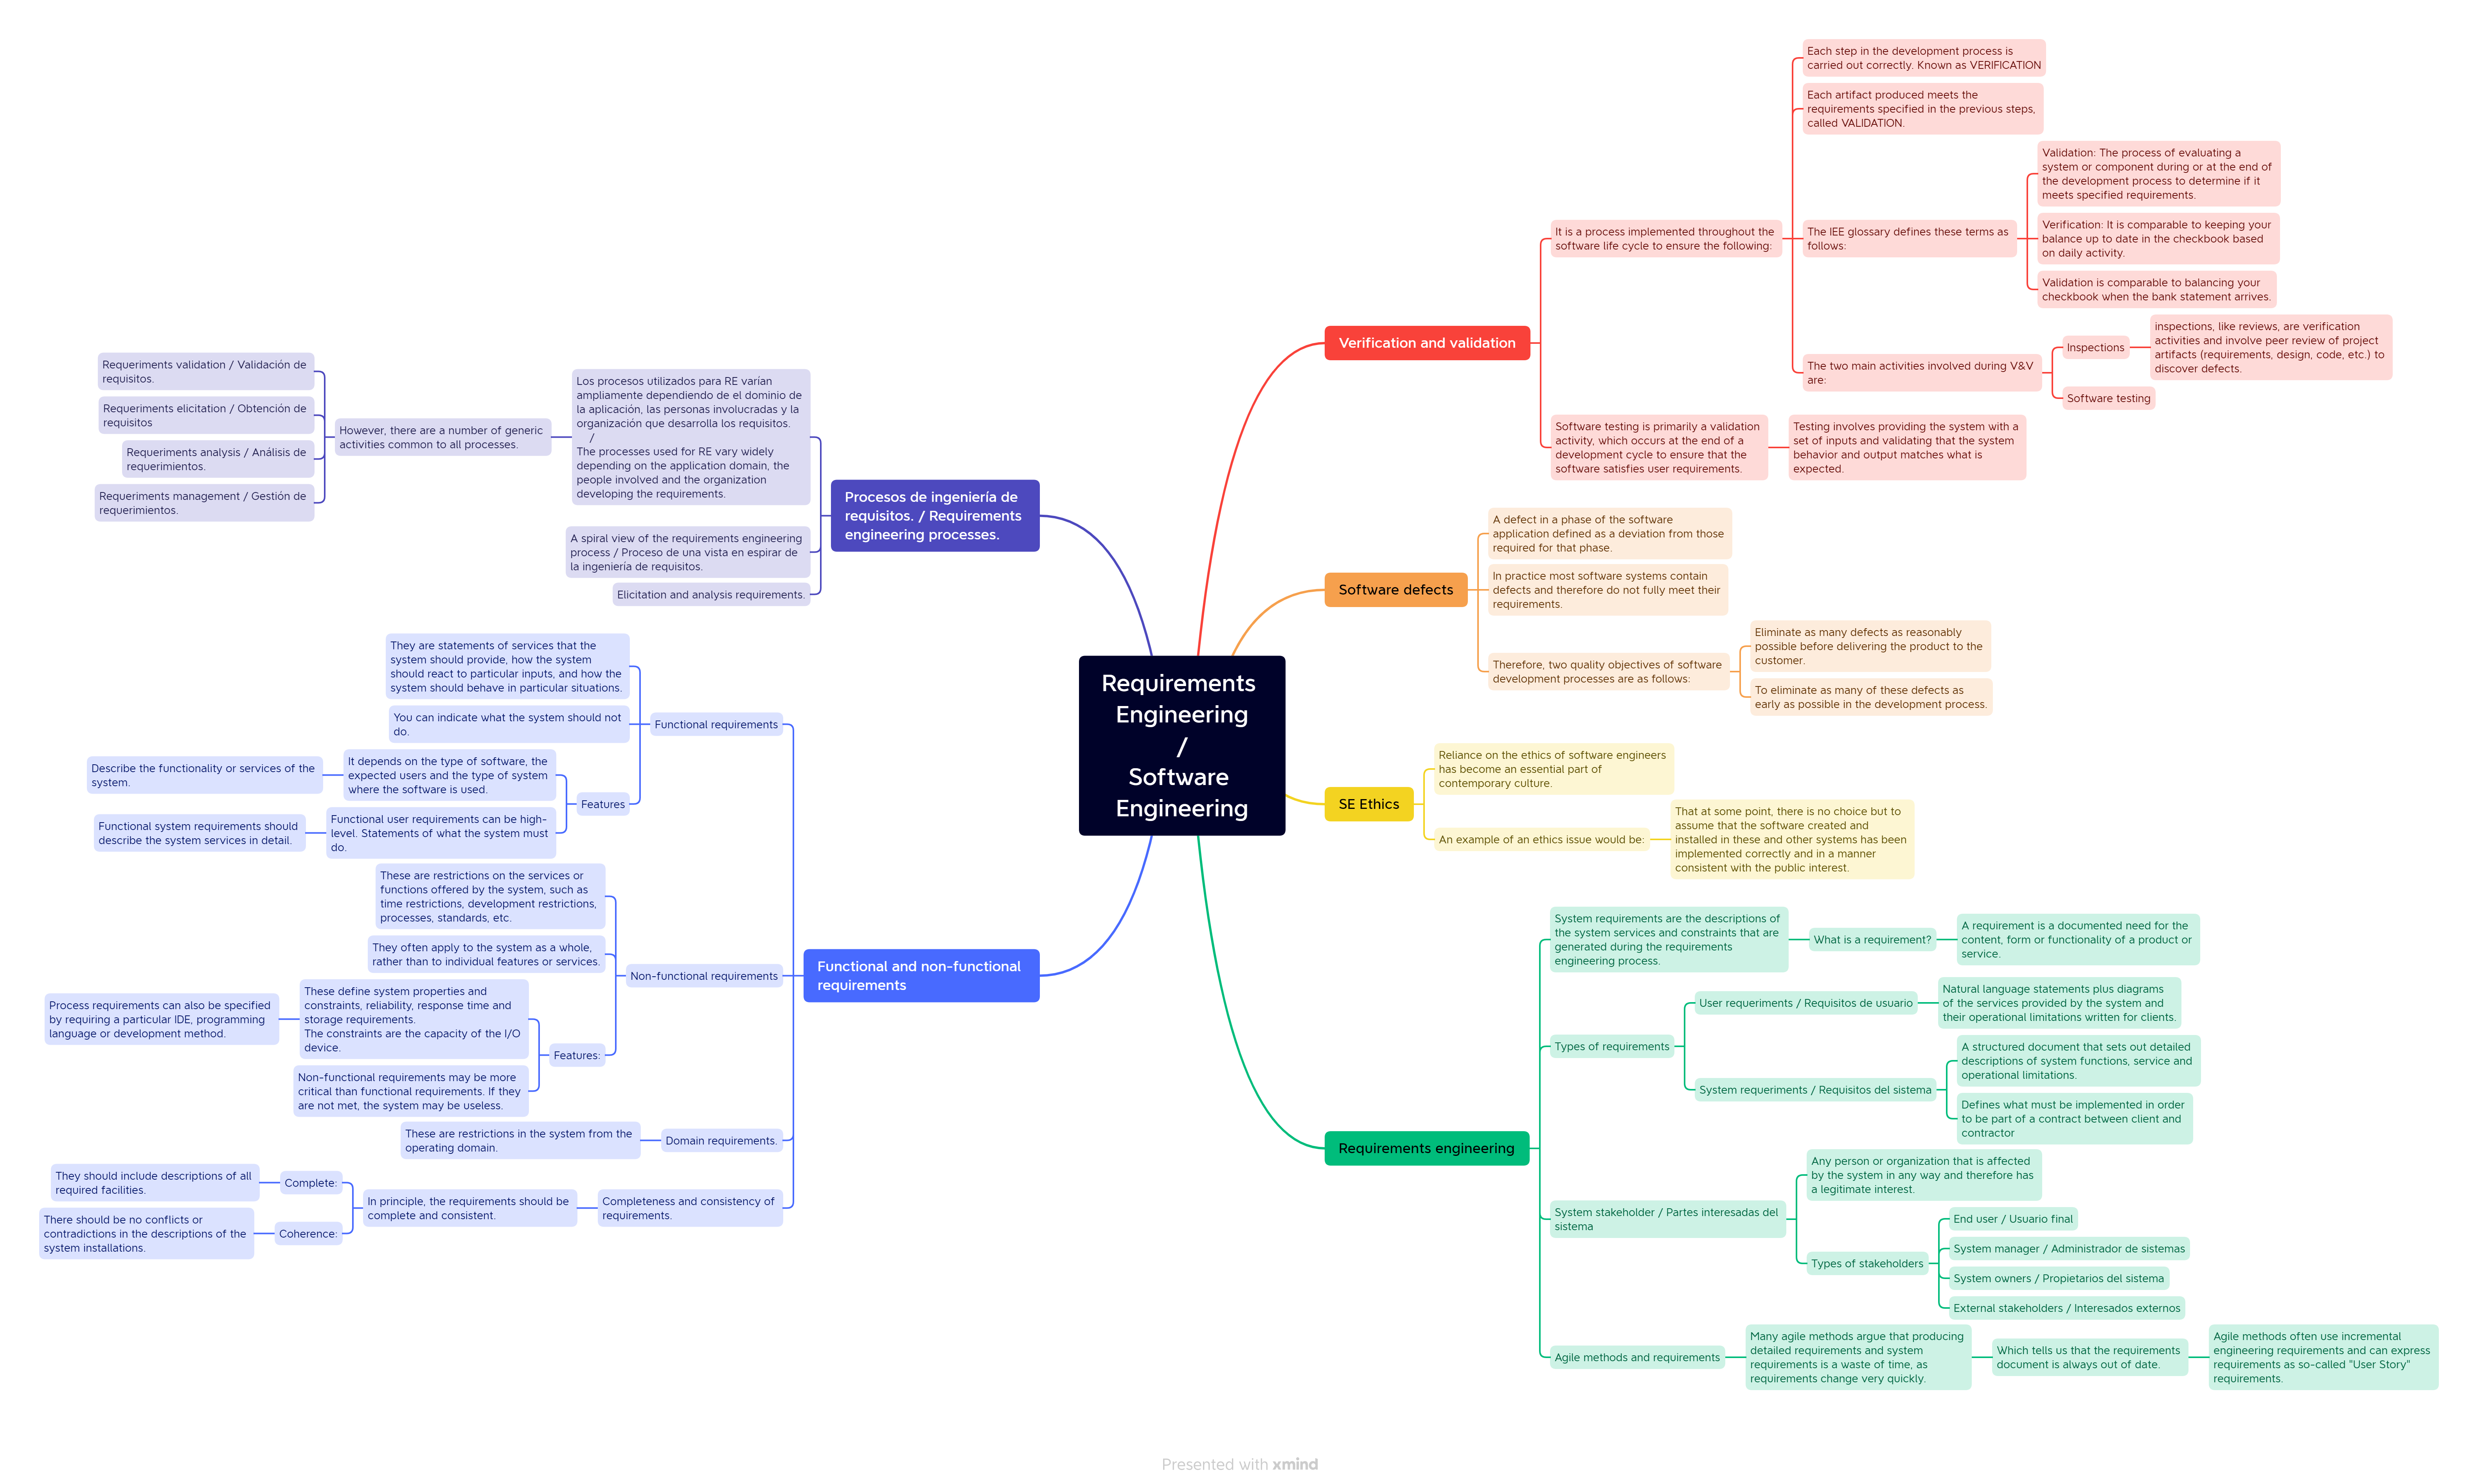 Requirements
Engineering
/
Software
Engineering
Verification and validation
It is a process implemented throughout the
software life cycle to ensure the following:
Each step in the development process is
carried out correctly. Known as VERIFICATION
Each artifact produced meets the
requirements specified in the previous steps,
called VALIDATION.
The IEE glossary defines these terms as
follows:
Validation: The process of evaluating a
system or component during or at the end of
the development process to determine if it
meets specified requirements.
Verification: It is comparable to keeping your
balance up to date in the checkbook based
on daily activity.
Validation is comparable to balancing your
checkbook when the bank statement arrives.
The two main activities involved during V&V
are:
Inspections
inspections, like reviews, are verification
activities and involve peer review of project
artifacts (requirements, design, code, etc.) to
discover defects.
Software testing
Software testing is primarily a validation
activity, which occurs at the end of a
development cycle to ensure that the
software satisfies user requirements.
Testing involves providing the system with a
set of inputs and validating that the system
behavior and output matches what is
expected.
Software defects
A defect in a phase of the software
application defined as a deviation from those
required for that phase.
In practice most software systems contain
defects and therefore do not fully meet their
requirements.
Therefore, two quality objectives of software
development processes are as follows:
Eliminate as many defects as reasonably
possible before delivering the product to the
customer.
To eliminate as many of these defects as
early as possible in the development process.
SE Ethics
Reliance on the ethics of software engineers
has become an essential part of
contemporary culture.
An example of an ethics issue would be:
That at some point, there is no choice but to
assume that the software created and
installed in these and other systems has been
implemented correctly and in a manner
consistent with the public interest.
Requirements engineering
System requirements are the descriptions of
the system services and constraints that are
generated during the requirements
engineering process.
What is a requirement?
A requirement is a documented need for the
content, form or functionality of a product or
service.
Types of requirements
User requeriments / Requisitos de usuario
Natural language statements plus diagrams
of the services provided by the system and
their operational limitations written for clients.
System requeriments / Requisitos del sistema
A structured document that sets out detailed
descriptions of system functions, service and
operational limitations.
Defines what must be implemented in order
to be part of a contract between client and
contractor
System stakeholder / Partes interesadas del
sistema
Any person or organization that is affected
by the system in any way and therefore has
a legitimate interest.
Types of stakeholders
End user / Usuario final
System manager / Administrador de sistemas
System owners / Propietarios del sistema
External stakeholders / Interesados externos
Agile methods and requirements
Many agile methods argue that producing
detailed requirements and system
requirements is a waste of time, as
requirements change very quickly.
Which tells us that the requirements
document is always out of date.
Agile methods often use incremental
engineering requirements and can express
requirements as so-called "User Story"
requirements.
Procesos de ingeniería de
requisitos. / Requirements
engineering processes.
Los procesos utilizados para RE varían
ampliamente dependiendo de el dominio de
la aplicación, las personas involucradas y la
organización que desarrolla los requisitos.
/
The processes used for RE vary widely
depending on the application domain, the
people involved and the organization
developing the requirements.
However, there are a number of generic
activities common to all processes.
Requeriments validation / Validación de
requisitos.
Requeriments elicitation / Obtención de
requisitos
Requeriments analysis / Análisis de
requerimientos.
Requeriments management / Gestión de
requerimientos.
A spiral view of the requirements engineering
process / Proceso de una vista en espirar de
la ingeniería de requisitos.
Elicitation and analysis requirements.
Functional and non-functional
requirements
Functional requirements
They are statements of services that the
system should provide, how the system
should react to particular inputs, and how the
system should behave in particular situations.
You can indicate what the system should not
do.
Features
It depends on the type of software, the
expected users and the type of system
where the software is used.
Describe the functionality or services of the
system.
Functional user requirements can be high-
level. Statements of what the system must
do.
Functional system requirements should
describe the system services in detail.
Non-functional requirements
These are restrictions on the services or
functions offered by the system, such as
time restrictions, development restrictions,
processes, standards, etc.
They often apply to the system as a whole,
rather than to individual features or services.
Features:
These define system properties and
constraints, reliability, response time and
storage requirements.
The constraints are the capacity of the I/O
device.
Process requirements can also be specified
by requiring a particular IDE, programming
language or development method.
Non-functional requirements may be more
critical than functional requirements. If they
are not met, the system may be useless.
Domain requirements.
These are restrictions in the system from the
operating domain.
Completeness and consistency of
requirements.
In principle, the requirements should be
complete and consistent.
Complete:
They should include descriptions of all
required facilities.
Coherence:
There should be no conflicts or
contradictions in the descriptions of the
system installations.
Presented with xmind